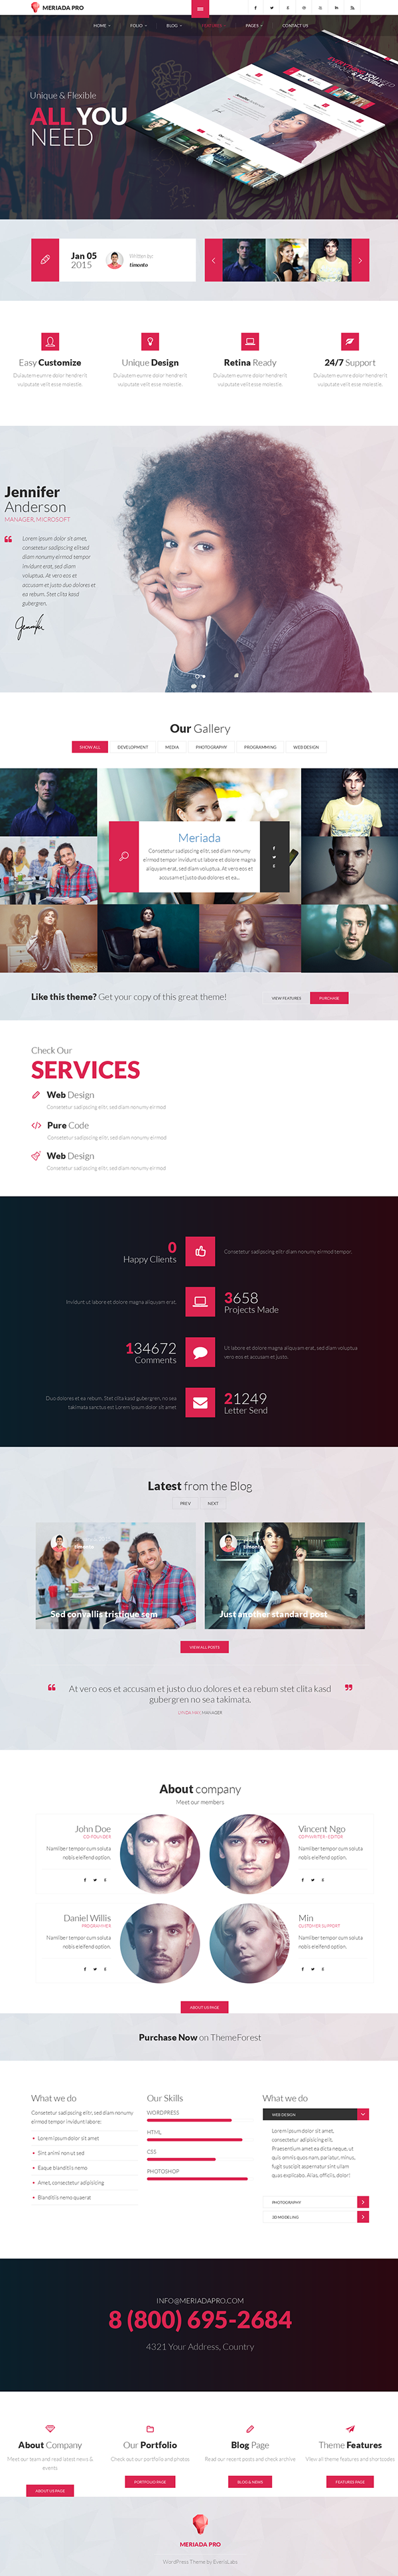 MERIADA PRO
HOME
FOLIO
BLOG
PAGES
CONTACT US
Unique & Flexible
ALL YOU
NEED
Jan 05
2015
Written by:
timonfo
Easy Customize
Unique Design
Retina Ready
24/7 Support
Duiautem eumre dolor hendrerit
vulputate velit esse molestie.
Duiautem eumre dolor hendrerit
vulputate velit esse molestie.
Duiautem eumre dolor hendrerit
vulputate velit esse molestie.
Duiautem eumre dolor hendrerit
vulputate velit esse molestie.
Jennifer
Anderson
MANAGER, MICROSOFT
Lorem ipsum dolor sit amet,
consetetur sadipscing elitsed
diam nonumy eirmod tempor
invidunt erat, sed diam
voluptua. At vero eos et
accusam et justo duo dolores et
ea rebum. Stet clita kasd
gubergren.
Our Gallery
SHOW ALL
DEVELOPMENT
MEDIA
PHOTOGRAPHY
PROGRAMMING
WEB DESIGN
Meriada
Consetetur sadipscing elitr, sed diam nonumy
eirmod tempor invidunt ut labore et dolore magna
aliquyam erat, sed diam voluptua. At vero eos et
accusam et justo duo dolores et ea...
Like this theme? Get your copy of this great theme!
VIEW FEATURES
PURCHASE
Check Our
SERVICES
Web Design
Consetetur sadipscing elitr, sed diam nonumy eirmod
Pure Code
Consetetur sadipscing elitr, sed diam nonumy eirmod
Web Design
Consetetur sadipscing elitr, sed diam nonumy eirmod
0
Happy Clients
Consetetur sadipscing elitr diam nonumy eirmod tempor.
Invidunt ut labore et dolore magna aliquyam erat.
3658
Projects Made
134672
Comments
Ut labore et dolore magna aliquyam erat, sed diam voluptua
vero eos et accusam et justo.
Duo dolores et ea rebum. Stet clita kasd gubergren, no sea
takimata sanctus est Lorem ipsum dolor sit amet
21249
Letter Send
Latest from the Blog
PREV
NEXT
Sed convallis tristique sem
Just another standard post
VIEW ALL POSTS
At vero eos et accusam et justo duo dolores et ea rebum stet clita kasd
gubergren no sea takimata.
LYNDA MAY, MANAGER
About company
Meet our members
John Doe
CO-FOUNDER
Namliber tempor cum soluta
nobis eleifend option.
Vincent Ngo
COPYWRITER - EDITOR
Namliber tempor cum soluta
nobis eleifend option.
Daniel Willis
PROGRAMMER
Namliber tempor cum soluta
nobis eleifend option.
Min
CUSTOMER SUPPORT
Namliber tempor cum soluta
nobis eleifend option.
ABOUT US PAGE
Purchase Now on ThemeForest
What we do
Consetetur sadipscing elitr, sed diam nonumy
eirmod tempor invidunt labore:
Lorem ipsum dolor sit amet
Sint animi non ut sed
Eaque blanditiis nemo
Amet, consectetur adipisicing
Blanditiis nemo quaerat
Our Skills
WORDPRESS
HTML
CSS
PHOTOSHOP
What we do
WEB DESIGN
Lorem ipsum dolor sit amet,
consectetur adipisicing elit.
Praesentium amet ea dicta neque, ut
quis omnis quos nam, pariatur, minus,
fugit suscipit aspernatur sint ullam
quas explicabo. Alias, officiis, dolor!
PHOTOGRAPHY
3D MODELING
INFO@MERIADAPRO.COM
8 (800) 695-2684
4321 Your Address, Country
About Company
Meet our team and read latest news &
events
ABOUT US PAGE
Our Portfolio
Check out our portfolio and photos
PORTFOLIO PAGE
Blog Page
Read our recent posts and check archive
BLOG & NEWS
Theme Features
View all theme features and shortcodes
FEATURES PAGE
MERIADA PRO
WordPress Theme by EveriaLabs